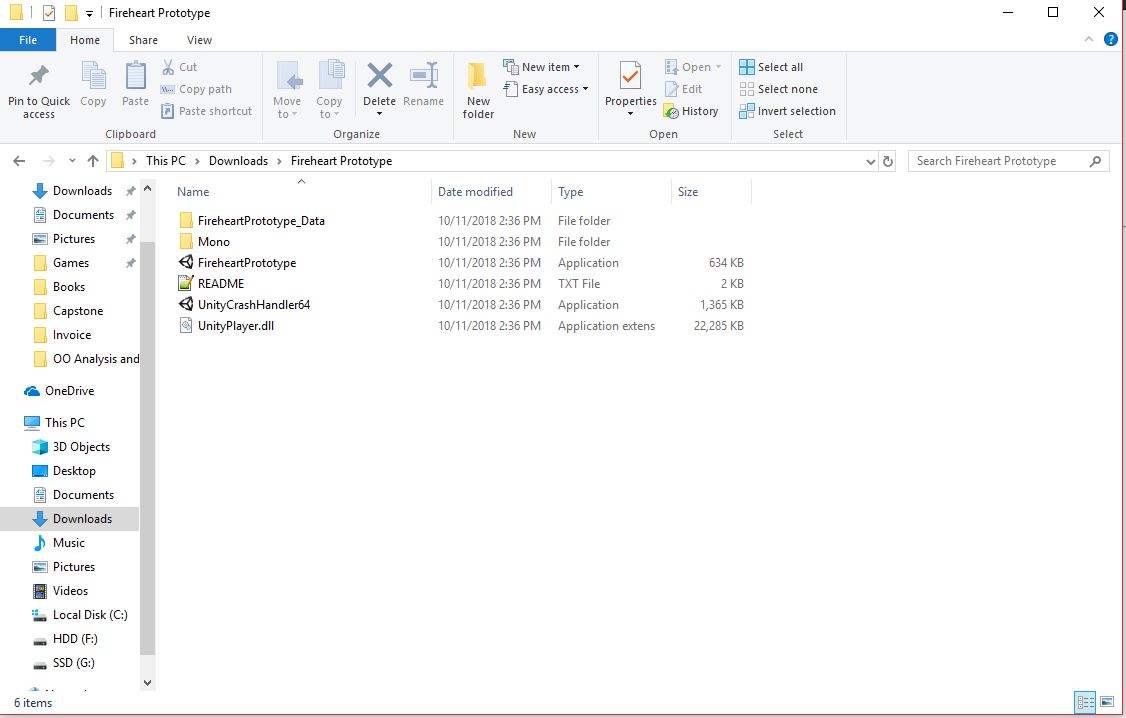 Fireheart Prototype
File Home Share View
Pin to Quick access
Copy
Paste
Cut
Copy path
Paste shortcut
Clipboard
Move to
Copy to
Delete
Rename
Organize
New folder
New item
Easy access
New
Properties
Open
Edit
History
Open
Select all
Select none
Invert selection
Select
This PC > Downloads > Fireheart Prototype
Search Fireheart Prototype
Downloads
Documents
Pictures
Games
Books
Capstone
Invoice
OO Analysis and
OneDrive
This PC
3D Objects
Desktop
Documents
Downloads
Music
Pictures
Videos
Local Disk (C:)
HDD (F:)
SSD (G:)
Name Date modified Type Size
FireheartPrototype_Data 10/11/2018 2:36 PM File folder
Mono 10/11/2018 2:36 PM File folder
FireheartPrototype 10/11/2018 2:36 PM Application 634 KB
README 10/11/2018 2:36 PM TXT File 2 KB
UnityCrashHandler64 10/11/2018 2:36 PM Application 1,365 KB
UnityPlayer.dll 10/11/2018 2:36 PM Application extens 22,285 KB
6 items